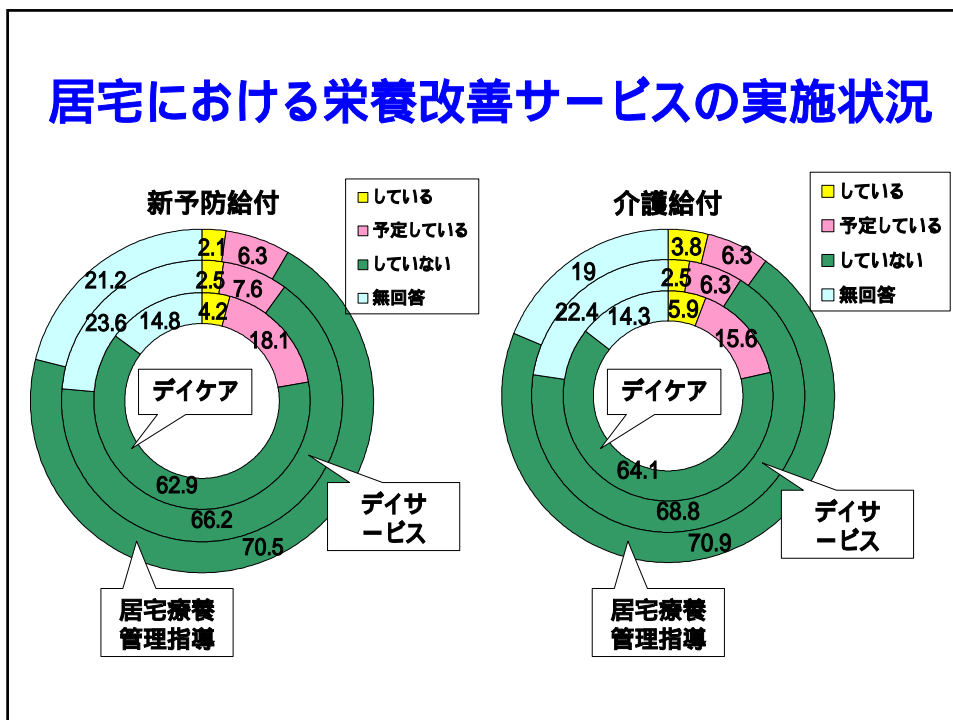 居宅における栄養改善サービスの実施状況
新予防給付
している
予定している
していない
無回答
2.1
6.3
21.2
2.5
7.6
23.6
14.8
4.2
18.1
デイケア
62.9
66.2
70.5
デイサ
ービス
居宅療養
管理指導
介護給付
している
予定している
していない
無回答
3.8
6.3
19
2.5
6.3
22.4
14.3
5.9
15.6
デイケア
64.1
68.8
70.9
デイサ
ービス
居宅療養
管理指導